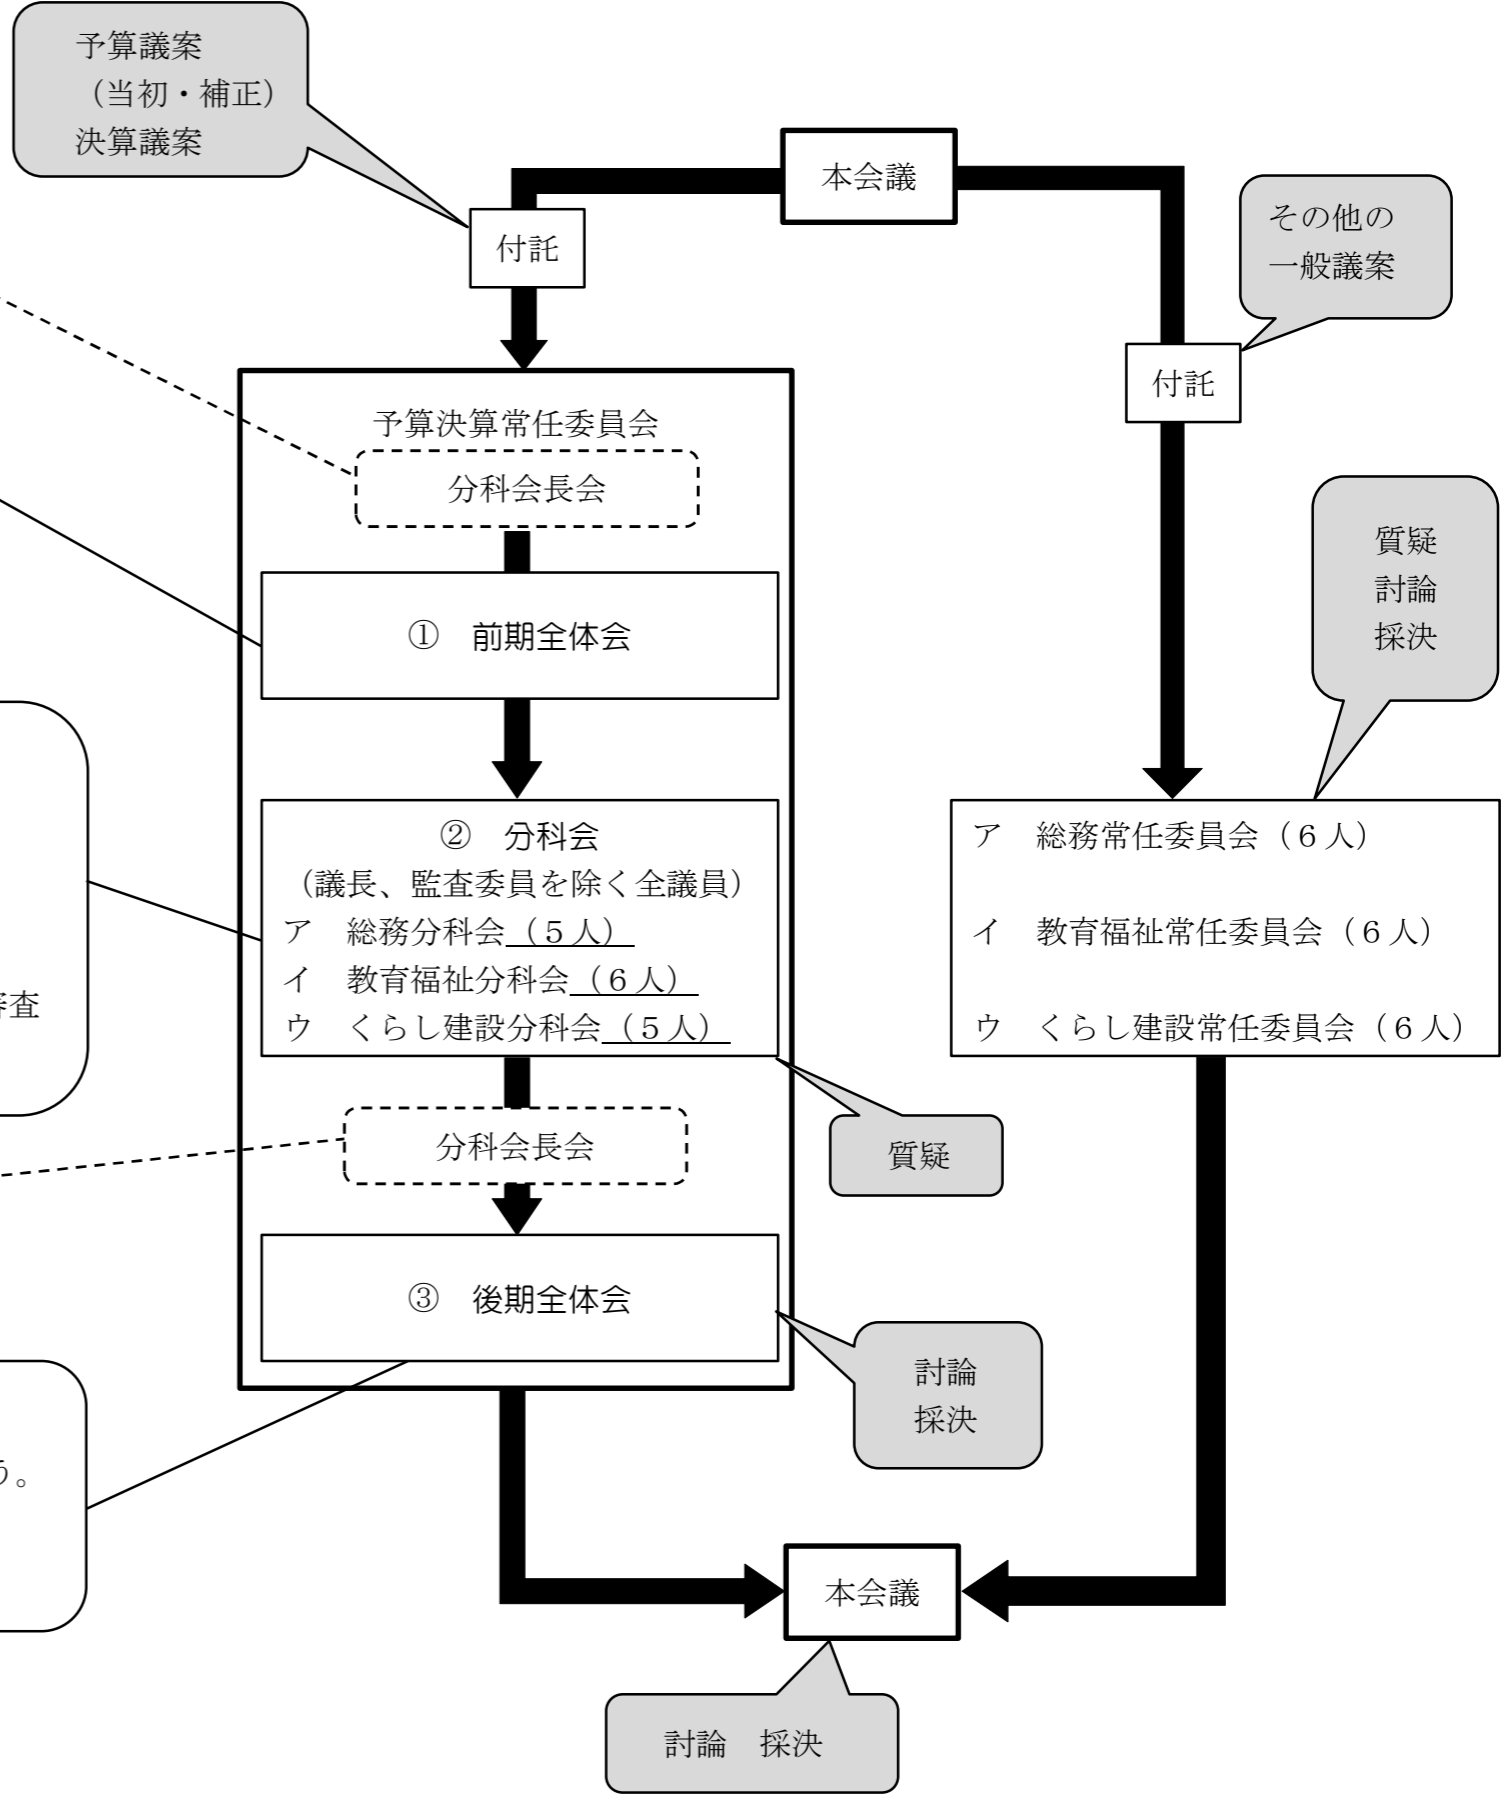 予算議案
（当初・補正）
決算議案
本会議
付託
その他の
一般議案
付託
予算決算常任委員会
分科会長会
① 前期全体会
質疑
討論
採決
② 分科会
（議長、監査委員を除く全議員）
ア 総務分科会（５人）
イ 教育福祉分科会（６人）
ウ くらし建設分科会（５人）
ア 総務常任委員会（６人）
イ 教育福祉常任委員会（６人）
ウ くらし建設常任委員会（６人）
査
分科会長会
質疑
③ 後期全体会
討論
採決
う。
本会議
討論 採決